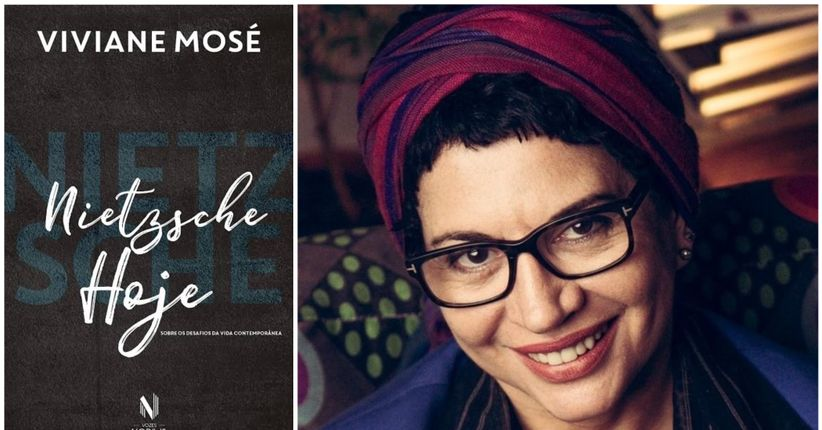 VIVIANE MOSÉ
NIETZ
SCHE
Nietzsche
Hoje
SOBRE OS DESAFIOS DA VIDA CONTEMPORÂNEA
N
VOZES